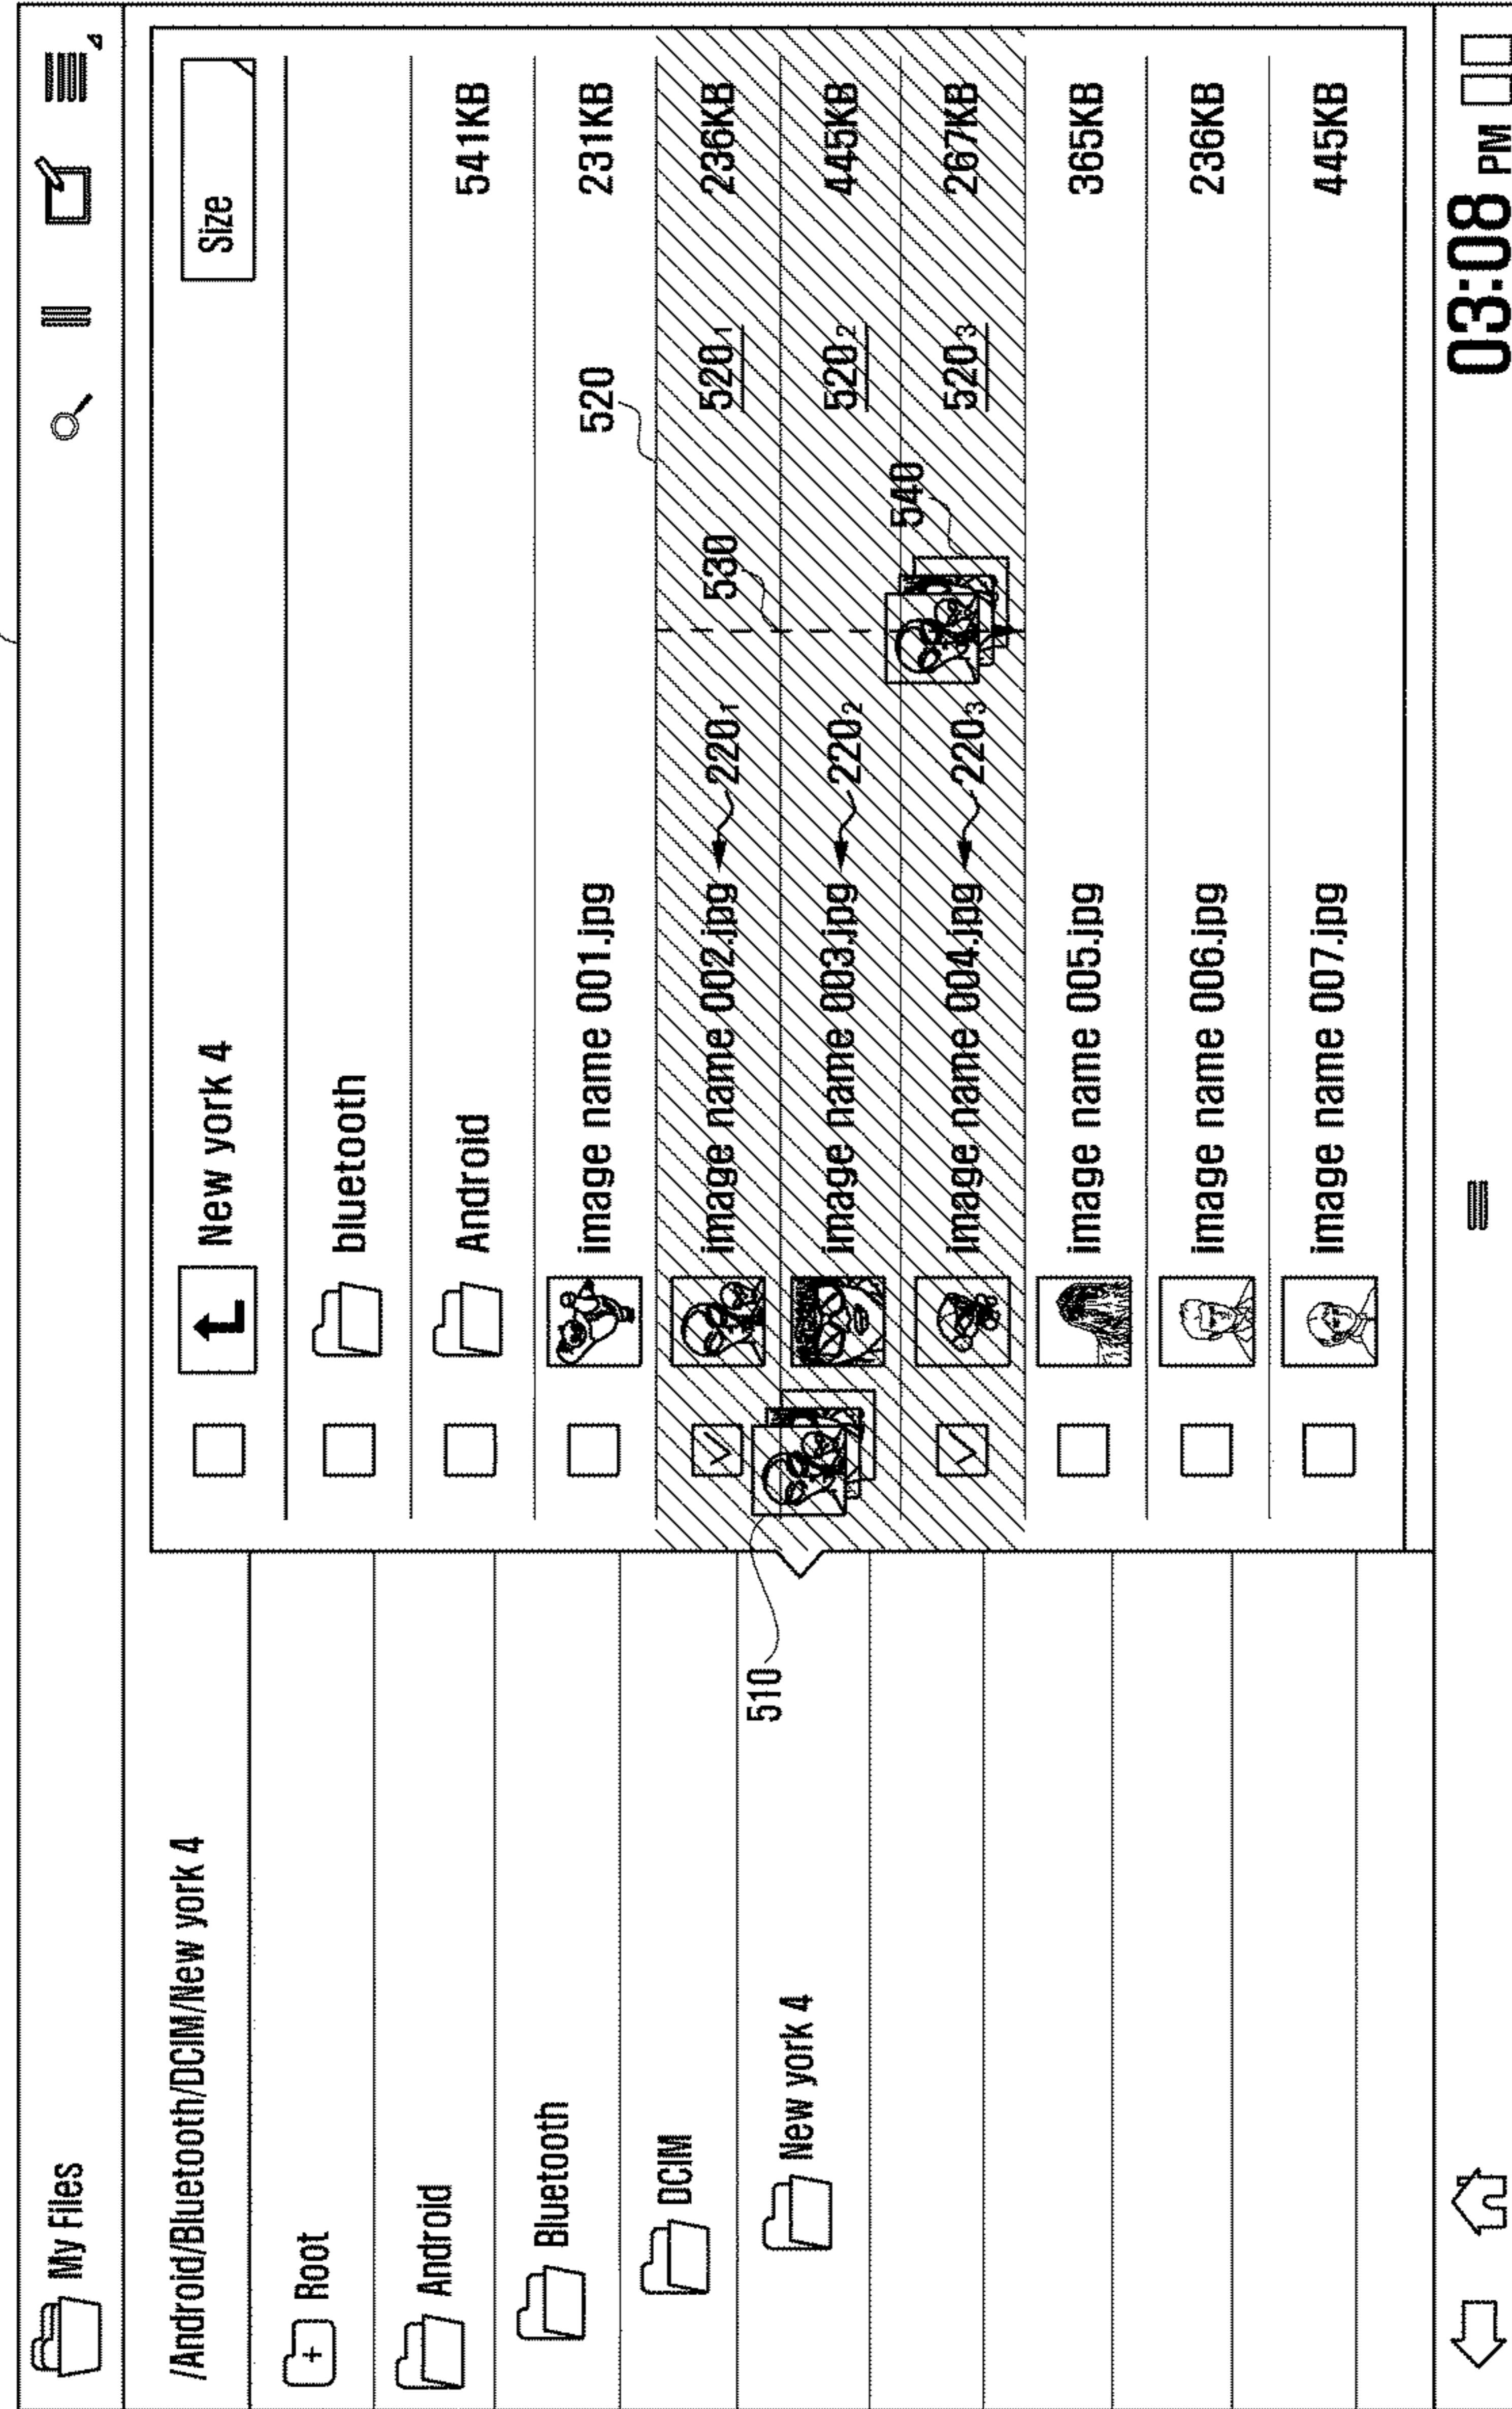 My Files
/Android/Bluetooth/DCIM/New york 4
Root
Android
Bluetooth
DCIM
New york 4
510
New york 4
Size
bluetooth
Android
541KB
image name 001.jpg
231KB
520
image name 002.jpg
220₁
530
520₁
236KB
image name 003.jpg
220₂
520₂
445KB
540
image name 004.jpg
220₃
520₃
267KB
image name 005.jpg
365KB
image name 006.jpg
236KB
image name 007.jpg
445KB
03:08 PM